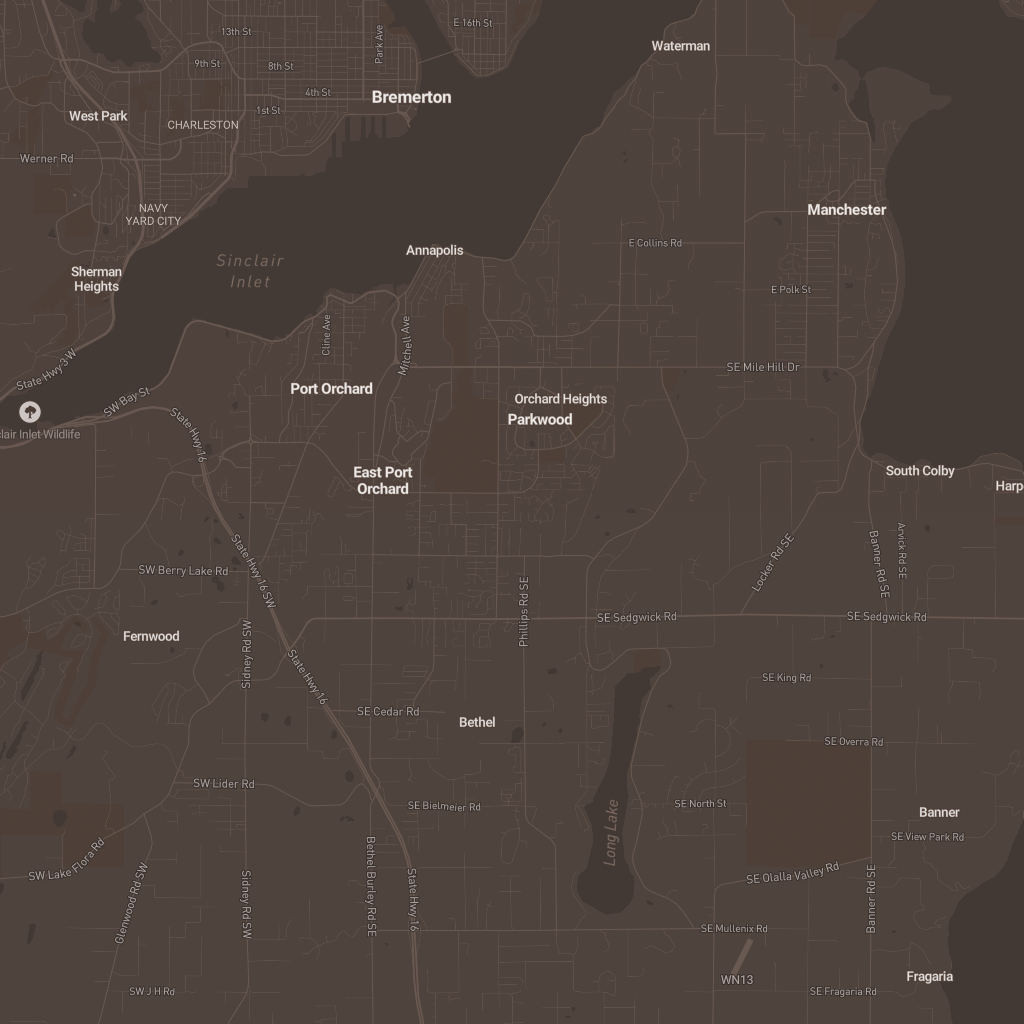 E 16th St
13th St
Park Ave
Waterman
9th St
8th St
4th St
Bremerton
1st St
West Park
CHARLESTON
Werner Rd
NAVY
YARD CITY
Manchester
E Collins Rd
Annapolis
Sinclair
Inlet
Sherman
Heights
E Polk St
Cline Ave
Mitchell Ave
State Hwy 3 W
SE Mile Hill Dr
Port Orchard
SW Bay St
Orchard Heights
Parkwood
State Hwy 16
clair Inlet Wildlife
East Port
Orchard
South Colby
Harp
State Hwy 16 SW
Locker Rd SE
Banner Rd SE
Arvick Rd SE
SW Berry Lake Rd
Phillips Rd SE
SE Sedgwick Rd
SE Sedgwick Rd
Fernwood
Sidney Rd SW
State Hwy 16
SE King Rd
SE Cedar Rd
Bethel
SE Overra Rd
SW Lider Rd
SE Bielmeier Rd
SE North St
Banner
Long Lake
SE View Park Rd
SW Lake Flora Rd
SE Olalla Valley Rd
Glenwood Rd SW
Sidney Rd SW
Bethel Burley Rd SE
State Hwy 16
Banner Rd SE
SE Mullenix Rd
WN13
Fragaria
SW J H Rd
SE Fragaria Rd